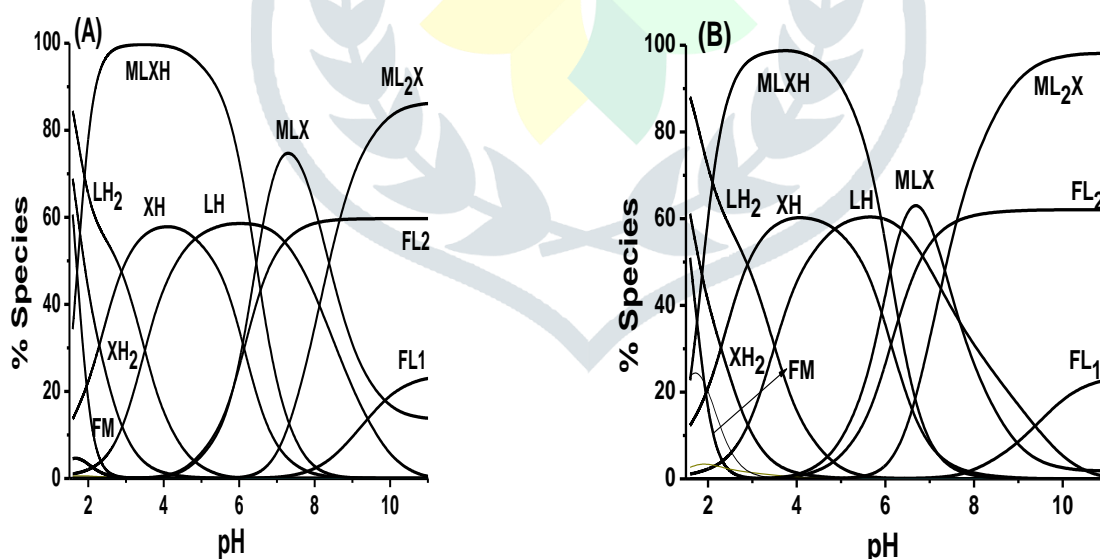 (A)
100
80
60
40
20
0
2
4
6
8
10
% Species
pH
MLXH
LH2
XH
LH
MLX
ML2X
XH2
FM
FL2
FL1
(B)
100
80
60
40
20
0
2
4
6
8
10
% Species
pH
MLXH
LH2
XH
LH
MLX
ML2X
XH2
FM
FL2
FL1